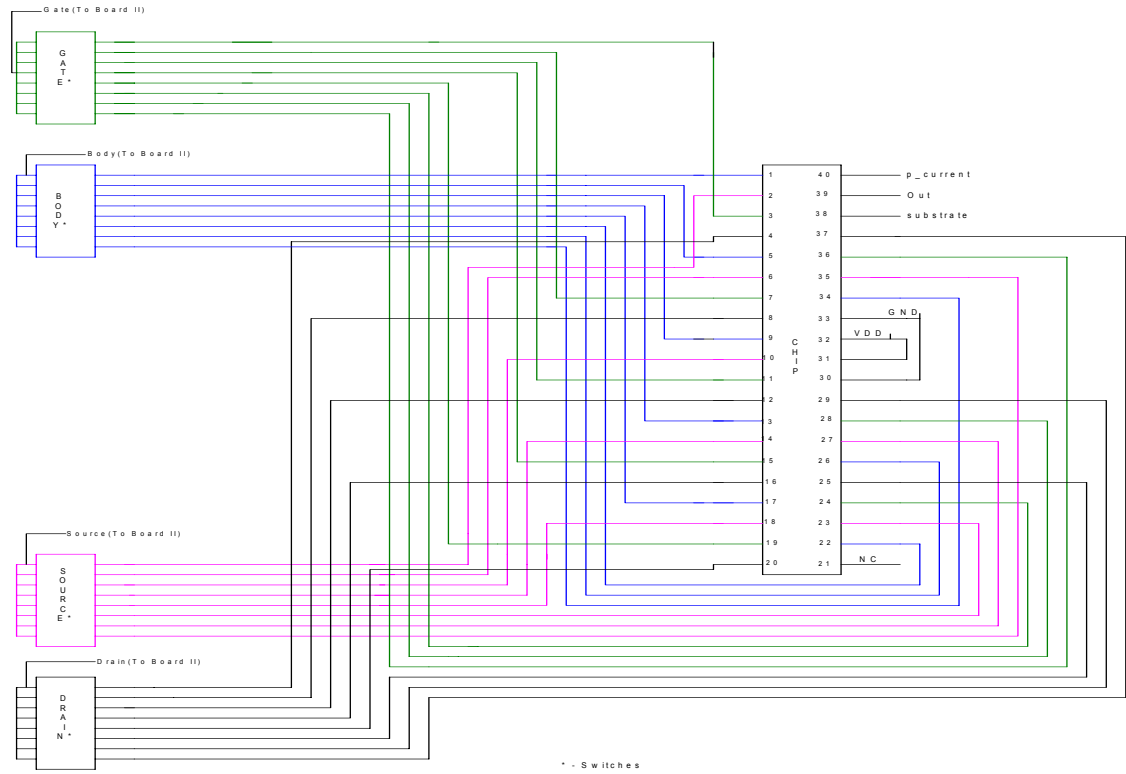 Gate(To Board II)
GATE*
Body(To Board II)
BODY*
1 40 p_current
2 39 Out
3 38 substrate
4 37
5 36
6 35
7 34
8 33 GND
9 32 VDD
10 31
11 30
12 29
3 28
14 27
15 26
16 25
17 24
18 23
19 22
20 21 NC
CHIP
Source(To Board II)
SOURCE*
Drain(To Board II)
DRAIN*
* - Switches